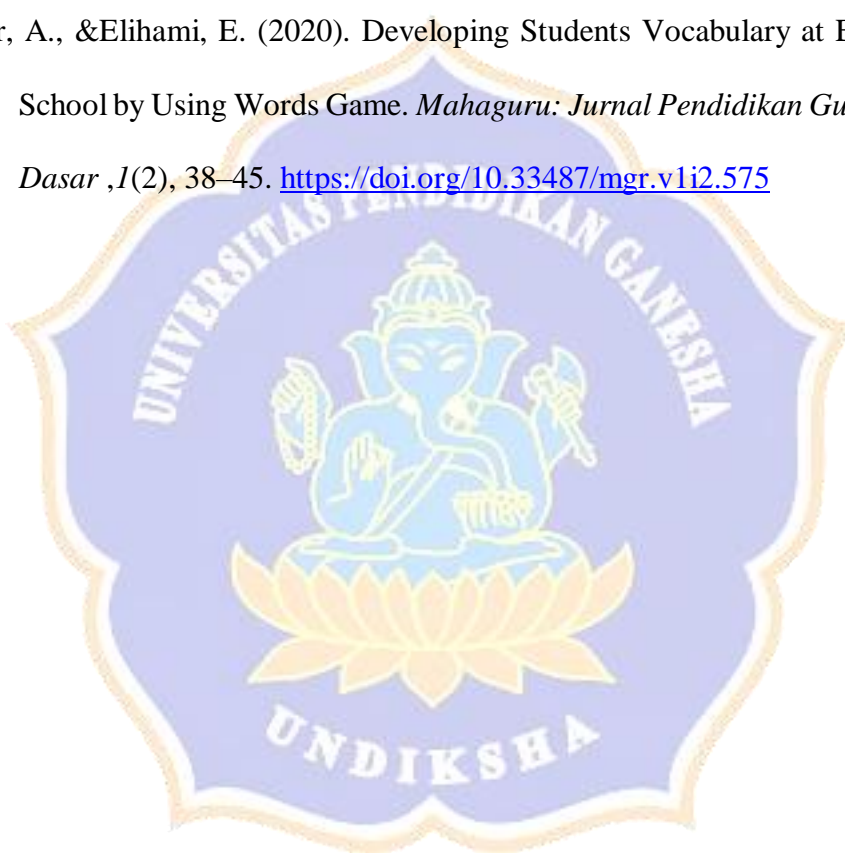 r, A., &Elihami, E. (2020). Developing Students Vocabulary at E
School by Using Words Game. Mahaguru: Jurnal Pendidikan Gu
Dasar ,1(2), 38–45. https://doi.org/10.33487/mgr.v1i2.575
UNIVERSITAS PENDIDIKAN GANESHA
UNDIKSHA